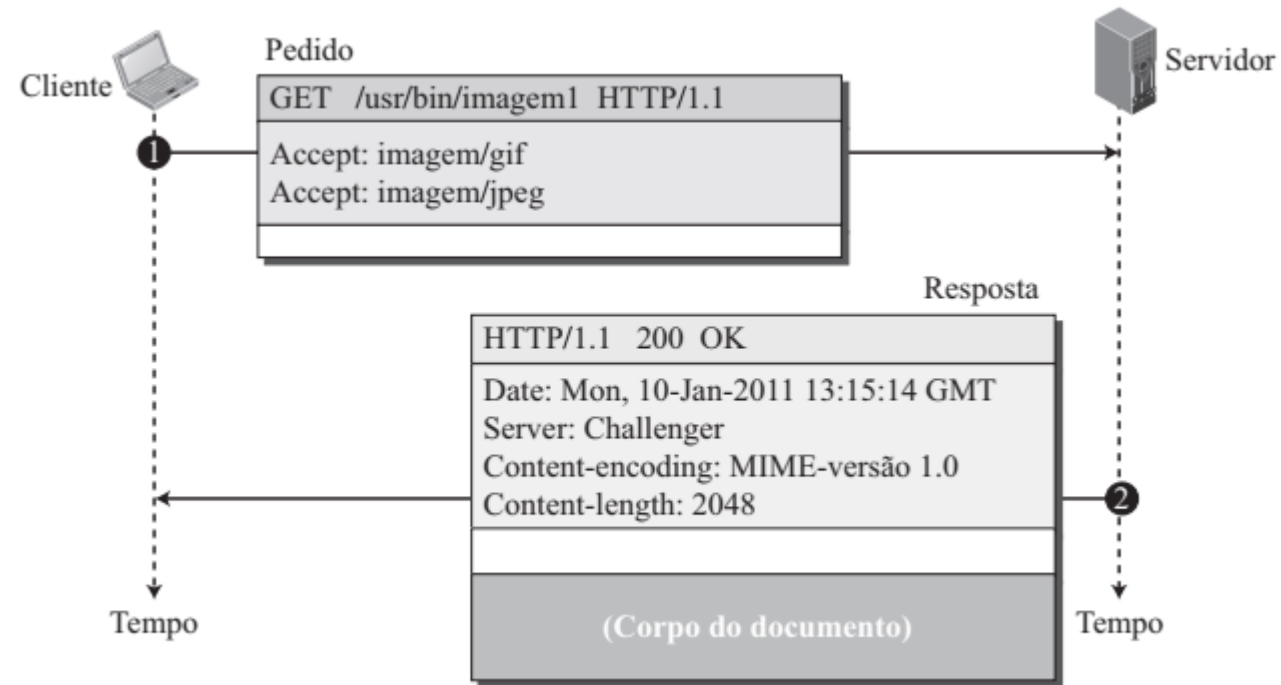 Cliente
Pedido
Servidor
GET /usr/bin/imagem1 HTTP/1.1
1
Accept: imagem/gif
Accept: imagem/jpeg
Resposta
HTTP/1.1 200 OK
Date: Mon, 10-Jan-2011 13:15:14 GMT
Server: Challenger
Content-encoding: MIME-versão 1.0
Content-length: 2048
2
(Corpo do documento)
Tempo
Tempo